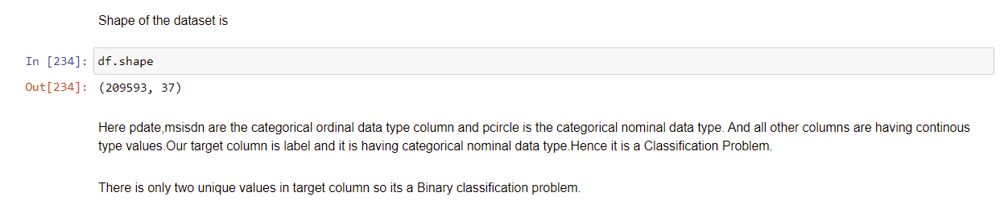 Shape of the dataset is
In [234]: df.shape
Out[234]: (209593, 37)
Here pdate,msisdn are the categorical ordinal data type column and pcircle is the categorical nominal data type. And all other columns are having continous
type values.Our target column is label and it is having categorical nominal data type.Hence it is a Classification Problem.
There is only two unique values in target column so its a Binary classification problem.